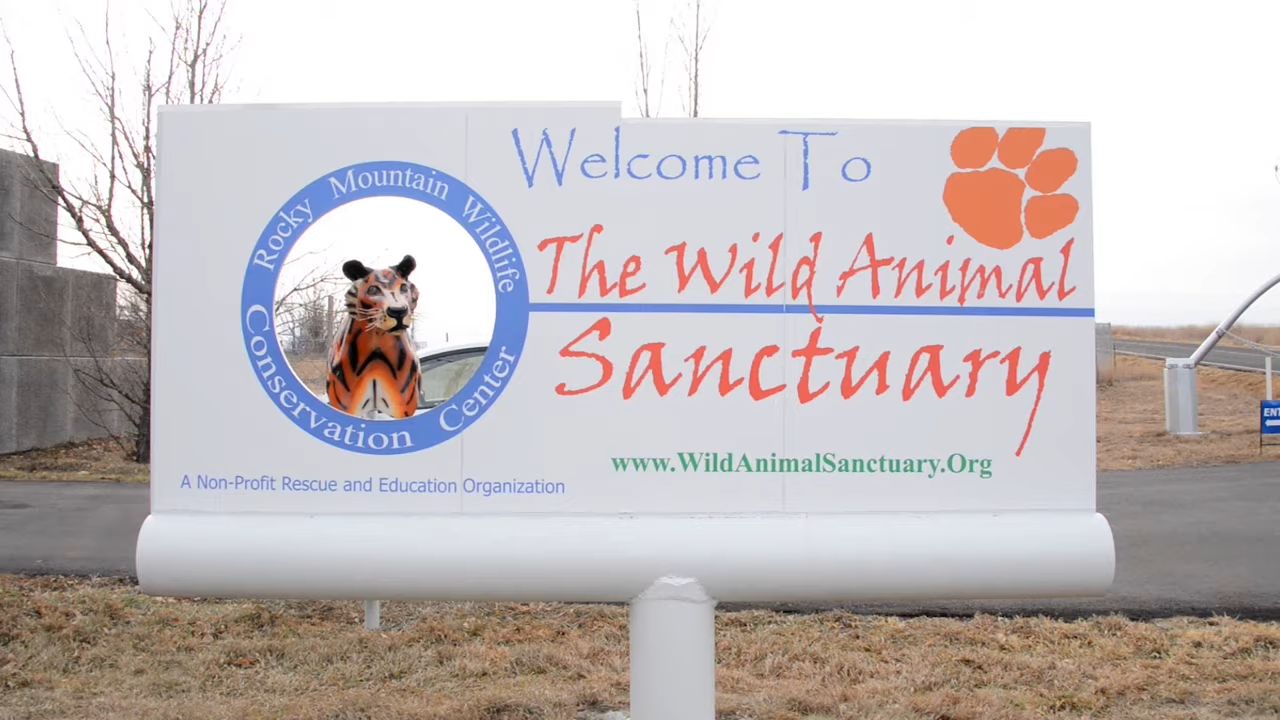 Welcome To
The Wild Animal
Sanctuary
www.WildAnimalSanctuary.Org
Rocky Mountain Wildlife
Conservation Center
A Non-Profit Rescue and Education Organization